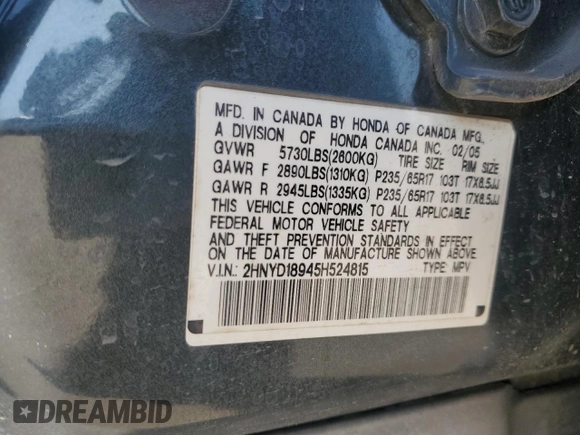 MFD. IN CANADA BY HONDA OF CANADA MFG.,
A DIVISION OF HONDA CANADA INC. 02/05
GVWR 5730LBS(2600KG) TIRE SIZE RIM SIZE
GAWR F 2890LBS(1310KG) P235/65R17 103T 17X6.5JJ
GAWR R 2945LBS(1335KG) P235/65R17 103T 17X6.5JJ
THIS VEHICLE CONFORMS TO ALL APPLICABLE
FEDERAL MOTOR VEHICLE SAFETY
AND THEFT PREVENTION STANDARDS IN EFFECT
ON THE DATE OF MANUFACTURE SHOWN ABOVE.
V.I.N.: 2HNYD18945H524815 TYPE: MPV
DREAMBID